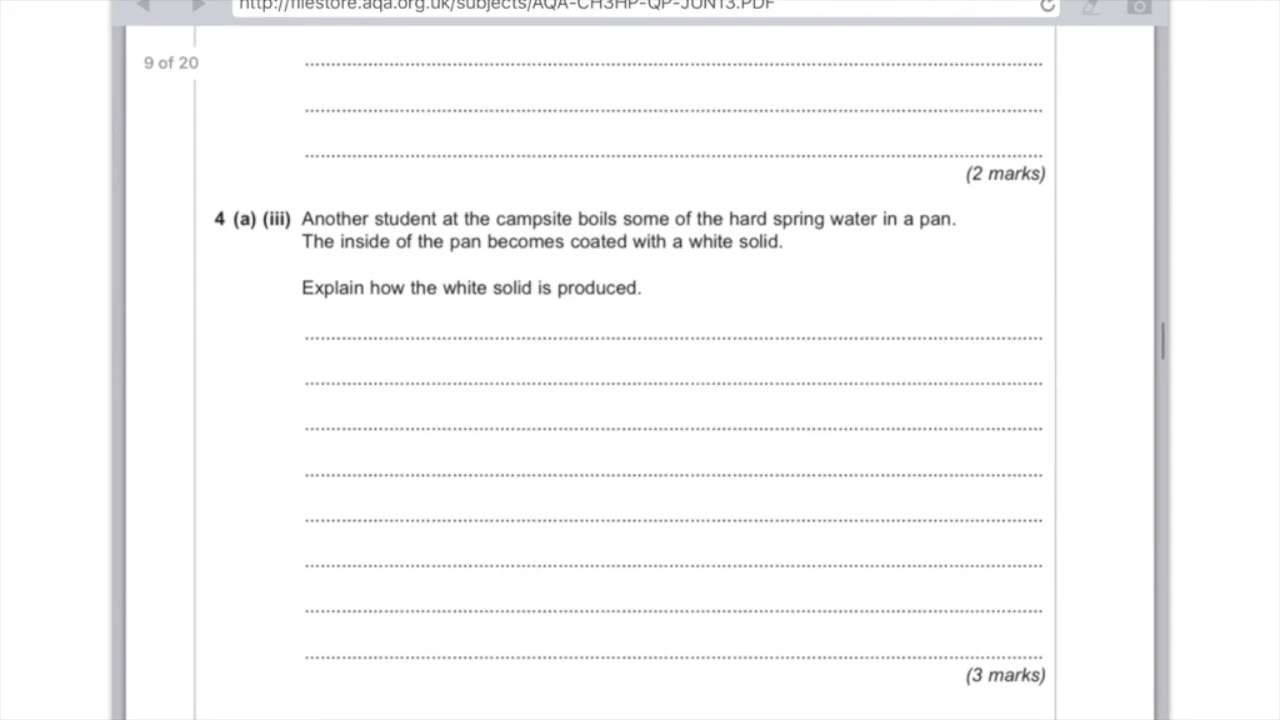 http://filestore.aqa.org.uk/subjects/AQA-CH3HP-QP-JUN13.PDF
9 of 20
(2 marks)
4 (a) (iii) Another student at the campsite boils some of the hard spring water in a pan.
The inside of the pan becomes coated with a white solid.
Explain how the white solid is produced.
(3 marks)